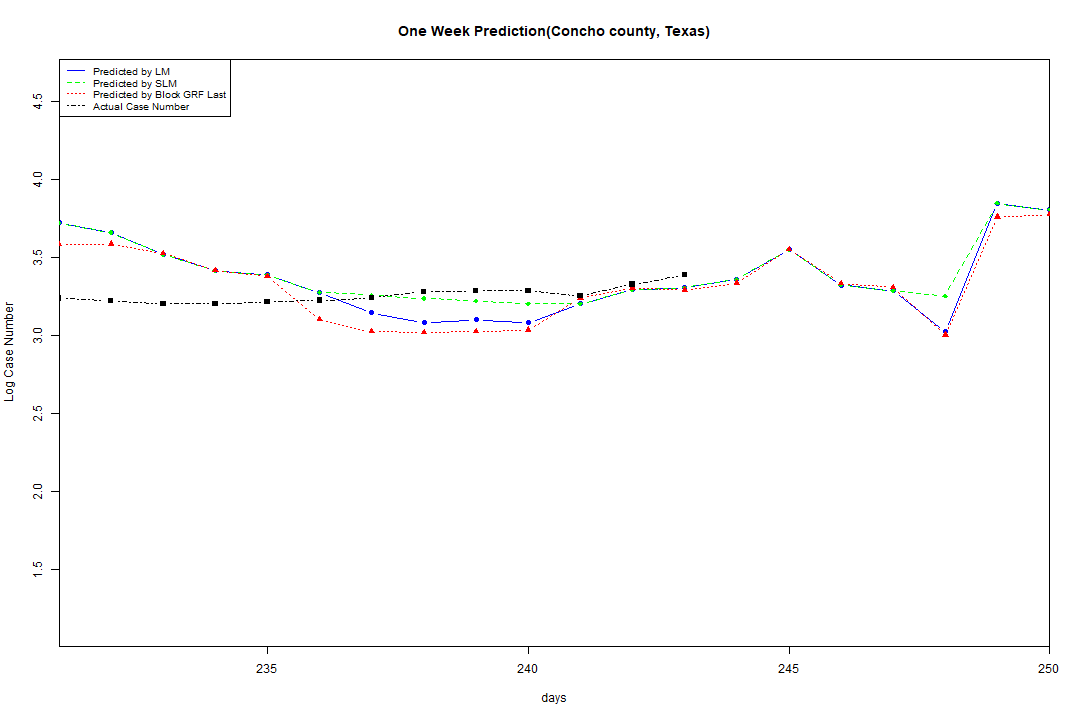 One Week Prediction(Concho county, Texas)
Predicted by LM
Predicted by SLM
Predicted by Block GRF Last
Actual Case Number
4.5
4.0
3.5
3.0
2.5
2.0
1.5
Log Case Number
235 240 245 250
days